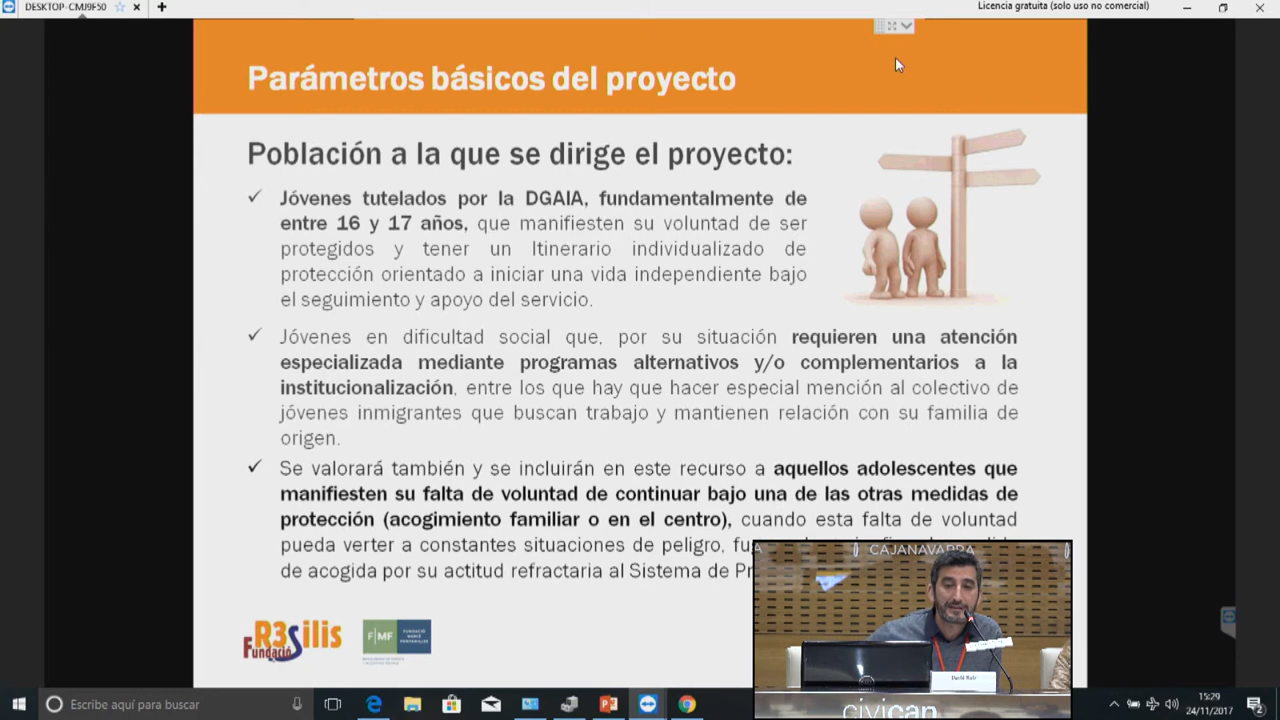 DESKTOP-CMJ9F50
Licencia gratuita (solo uso no comercial)
Parámetros básicos del proyecto
Población a la que se dirige el proyecto:
Jóvenes tutelados por la DGAIA, fundamentalmente de
entre 16 y 17 años, que manifiesten su voluntad de ser
protegidos y tener un Itinerario individualizado de
protección orientado a iniciar una vida independiente bajo
el seguimiento y apoyo del servicio.
Jóvenes en dificultad social que, por su situación requieren una atención
especializada mediante programas alternativos y/o complementarios a la
institucionalización, entre los que hay que hacer especial mención al colectivo de
jóvenes inmigrantes que buscan trabajo y mantienen relación con su familia de
origen.
Se valorará también y se incluirán en este recurso a aquellos adolescentes que
manifiesten su falta de voluntad de continuar bajo una de las otras medidas de
protección (acogimiento familiar o en el centro), cuando esta falta de voluntad
pueda verter a constantes situaciones de peligro,
de acogida por su actitud refractaria al Sistema de
CAJANAVARRA
R3Silis
Fundació
FMF
civican
Escribe aquí para buscar
15:29
24/11/2017
2